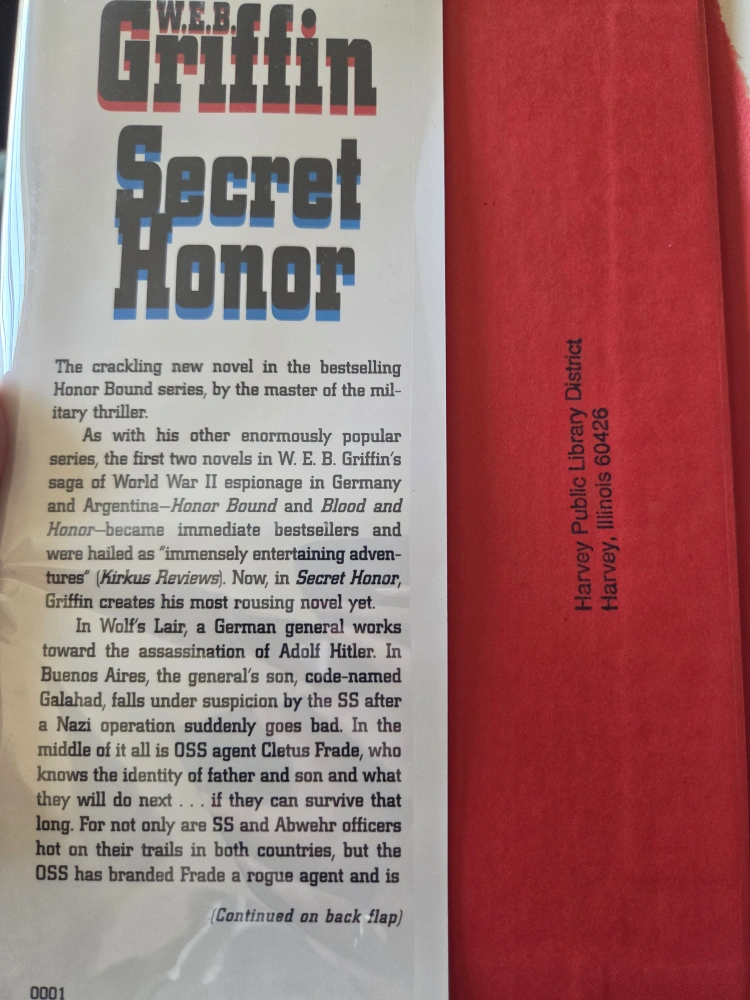 W.E.B.
Griffin
Secret
Honor
The crackling new novel in the bestselling
Honor Bound series, by the master of the mil-
itary thriller.
As with his other enormously popular
series, the first two novels in W. E. B. Griffin's
saga of World War II espionage in Germany
and Argentina—Honor Bound and Blood and
Honor—became immediate bestsellers and
were hailed as "immensely entertaining adven-
tures" (Kirkus Reviews). Now, in Secret Honor,
Griffin creates his most rousing novel yet.
In Wolf's Lair, a German general works
toward the assassination of Adolf Hitler. In
Buenos Aires, the general's son, code-named
Galahad, falls under suspicion by the SS after
a Nazi operation suddenly goes bad. In the
middle of it all is OSS agent Cletus Frade, who
knows the identity of father and son and what
they will do next . . . if they can survive that
long. For not only are SS and Abwehr officers
hot on their trails in both countries, but the
OSS has branded Frade a rogue agent and is
(Continued on back flap)
0001
Harvey Public Library District
Harvey, Illinois 60426